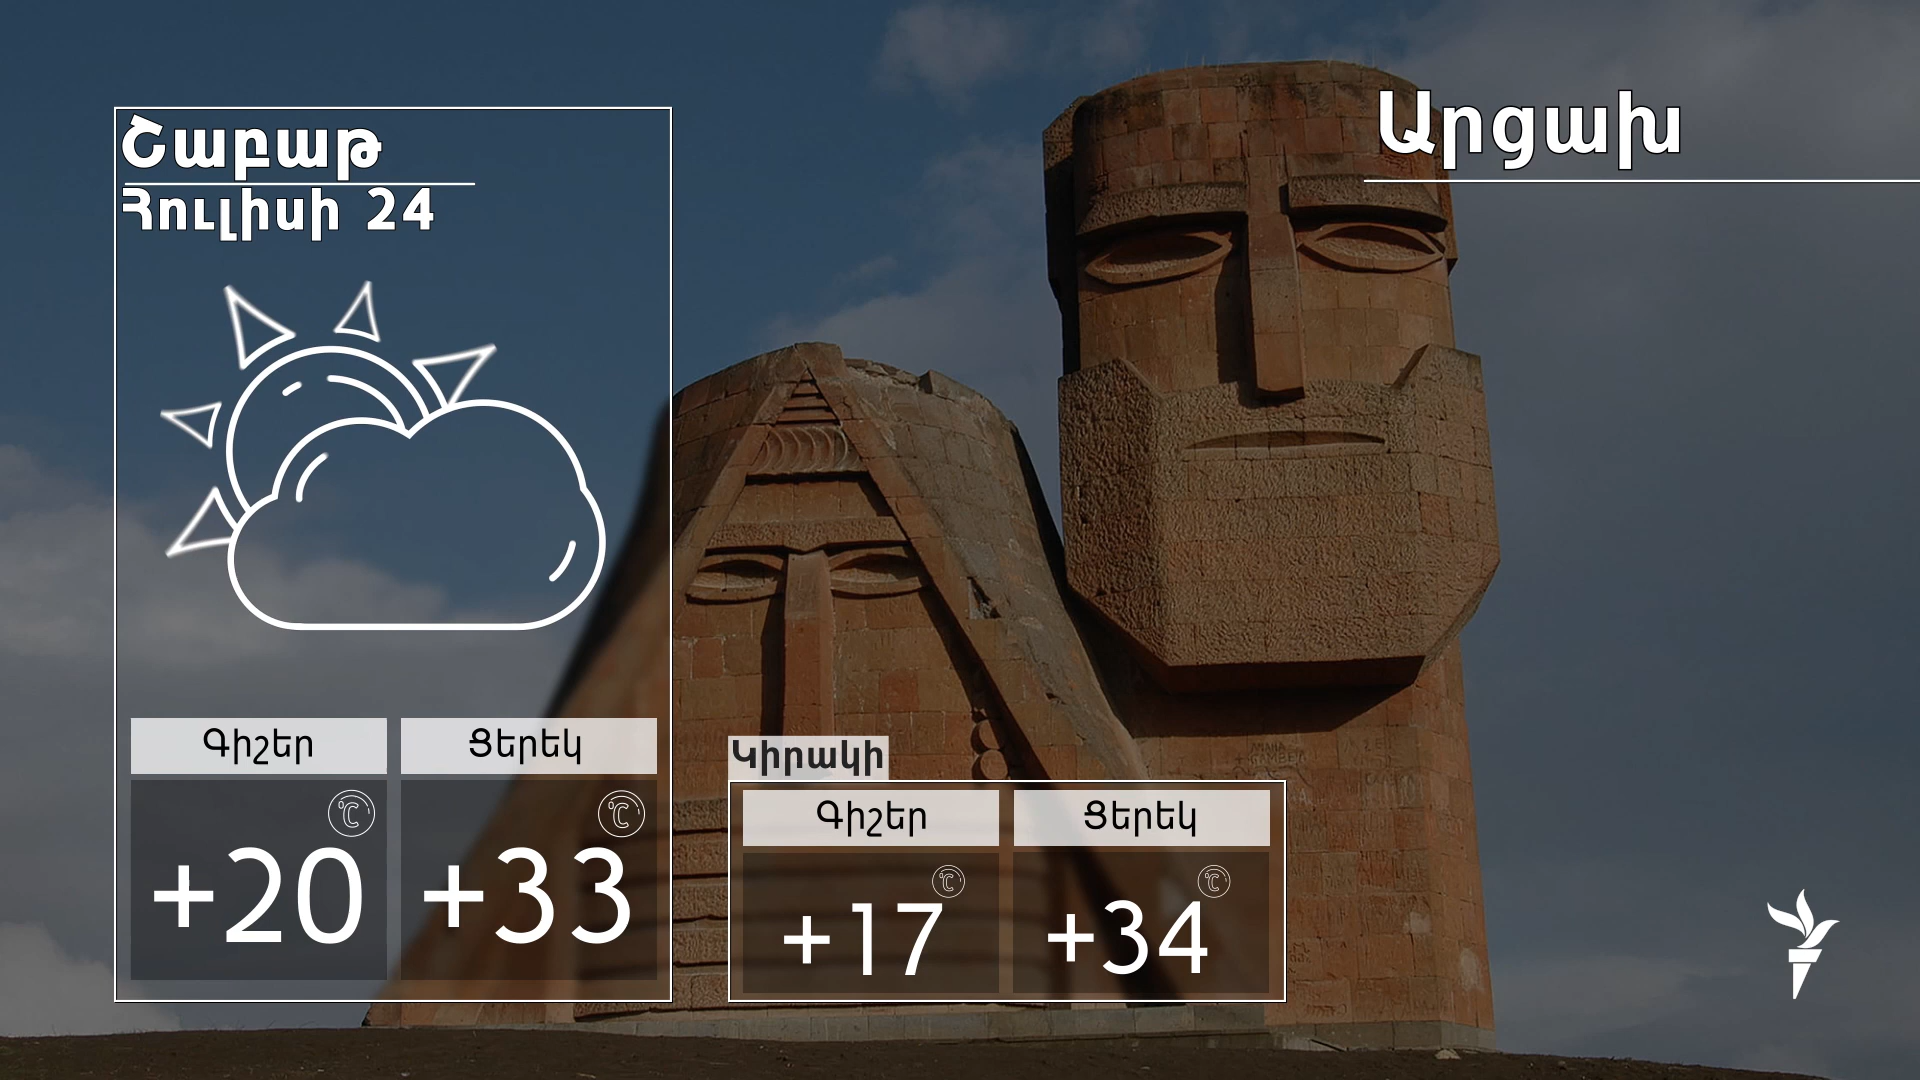 Շաբաթ
Հուլիսի 24
Արցախ
Գիշեր
Ցերեկ
°C
°C
+20
+33
Կիրակի
Գիշեր
Ցերեկ
°C
°C
+17
+34